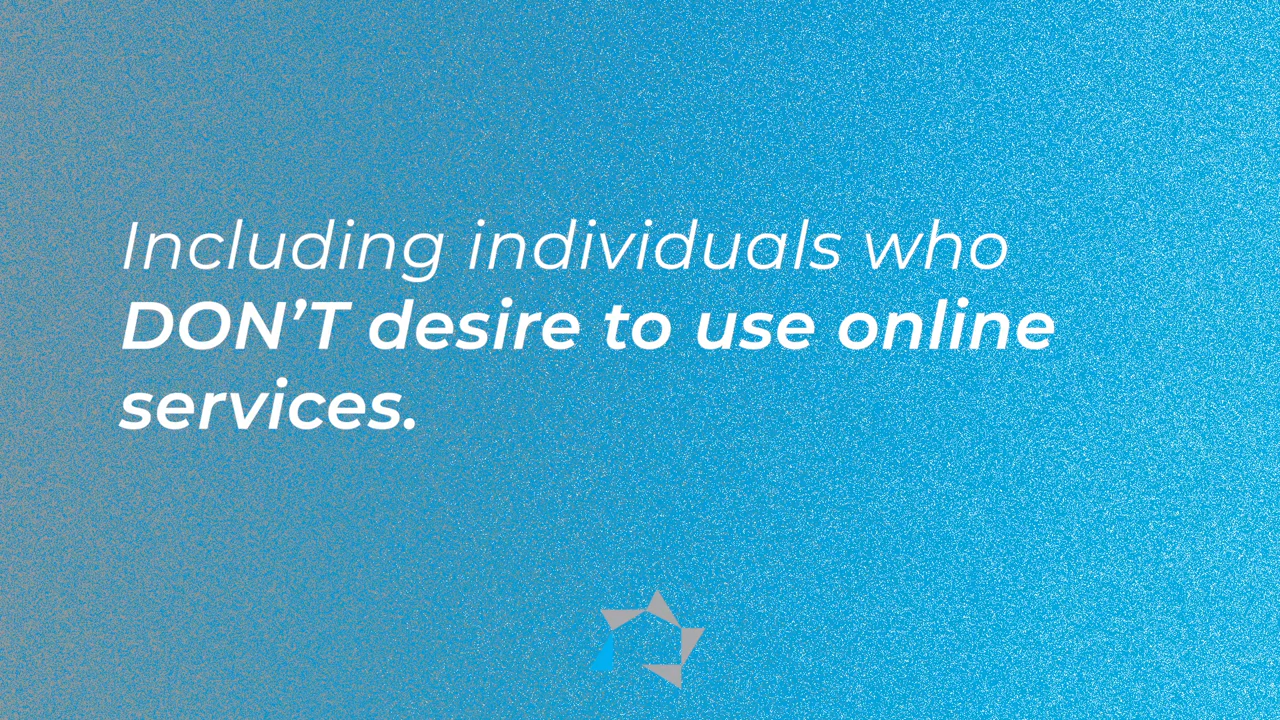 Including individuals who
DON’T desire to use online
services.